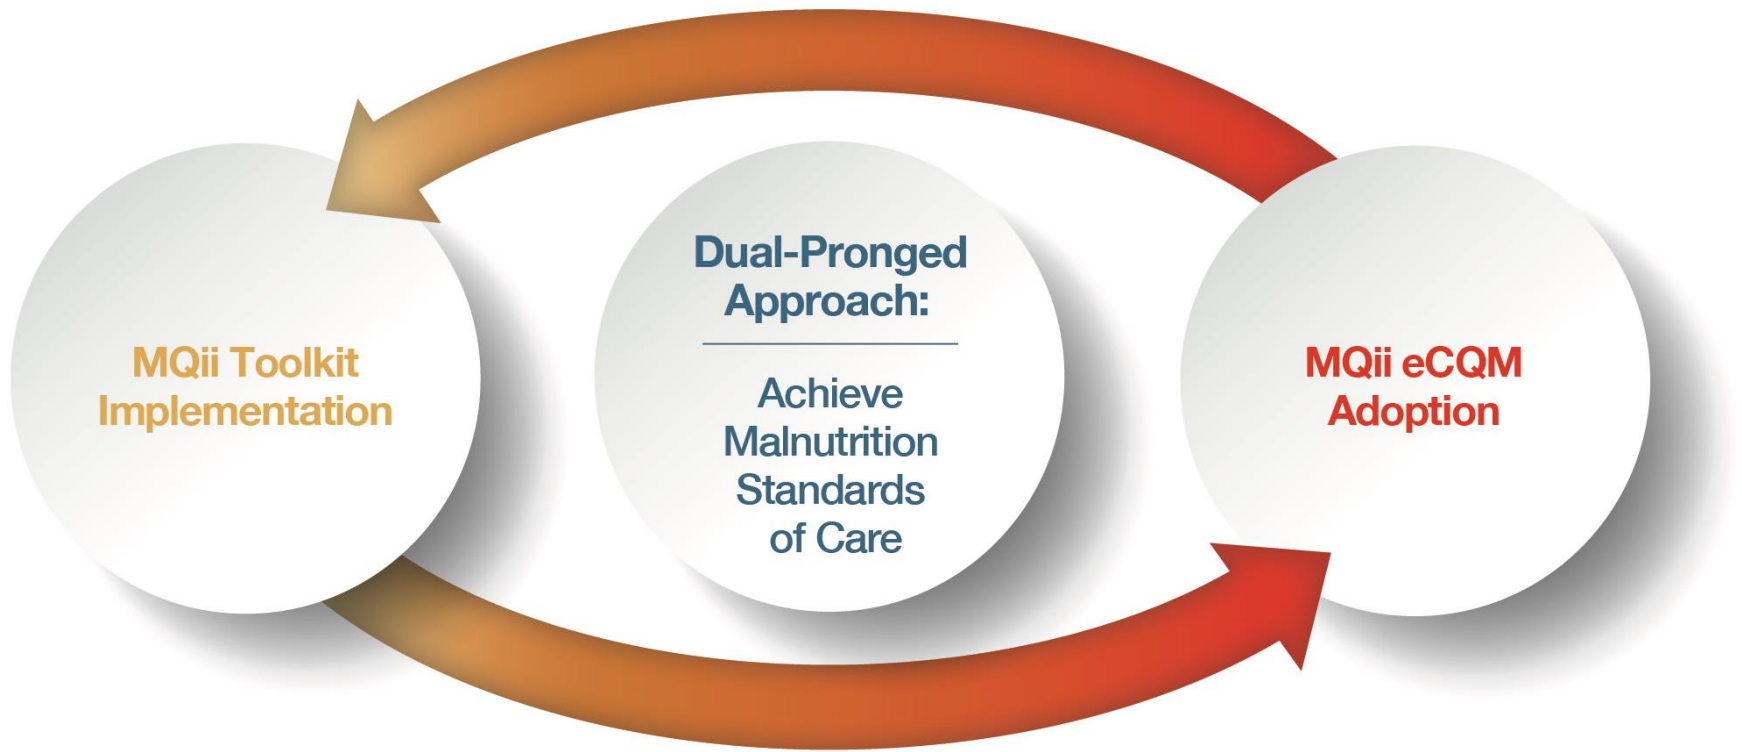 MQii Toolkit
Implementation
Dual-Pronged
Approach:
Achieve
Malnutrition
Standards
of Care
MQii eCQM
Adoption